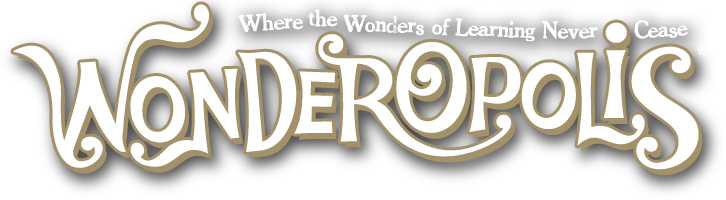 Where the Wonders of Learning Never Cease
WONDEROPOLIS